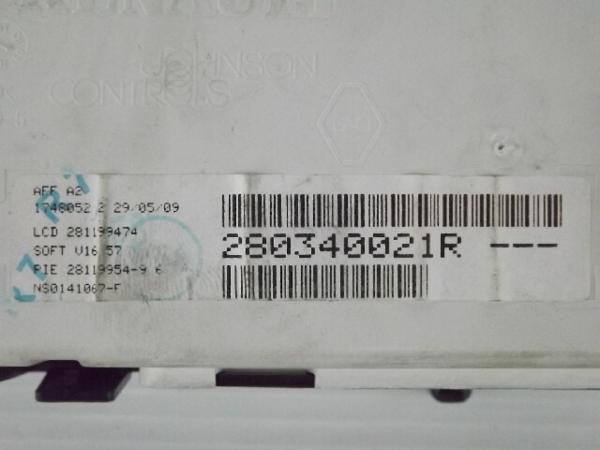 RENAULT
JOHNSON
CONTROLS
AFF A2
1748052 2 29/05/09
LCD 281199474
SOFT V16 57
PIE 28119954-9 6
NS0141067-F
280340021R ---